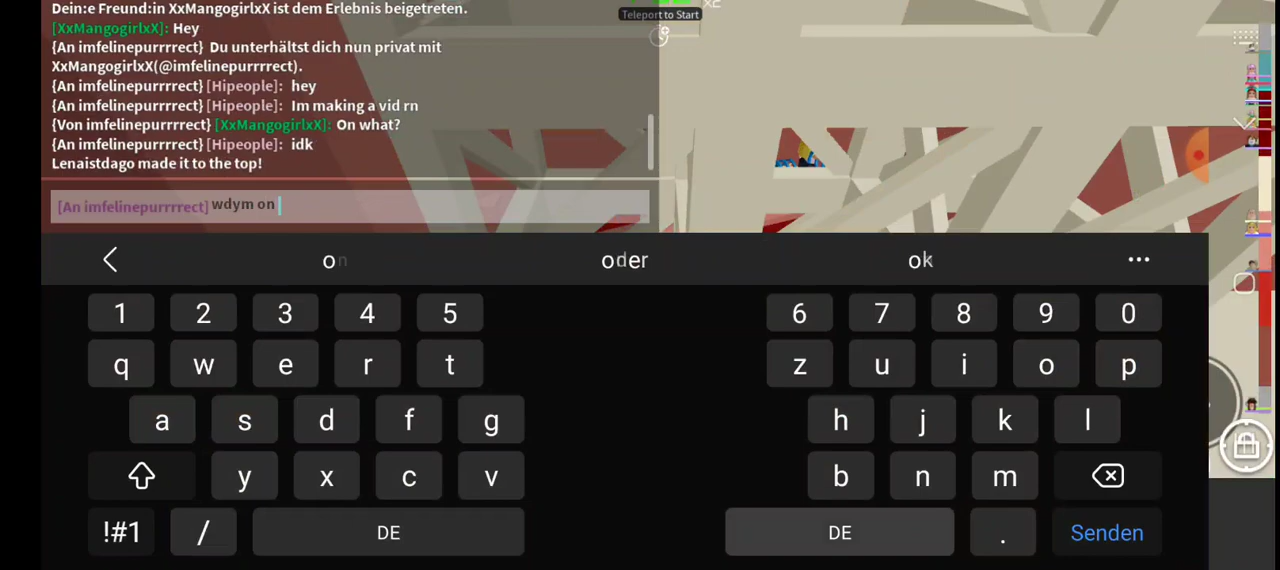 Dein:e Freund:in XxMangogirlxX ist dem Erlebnis beigetreten.
[XxMangogirlxX]: Hey
{An imfelinepurrrrect} Du unterhältst dich nun privat mit
XxMangogirlxX(@imfelinepurrrrect).
{An imfelinepurrrrect} [Hipeople]: hey
{An imfelinepurrrrect} [Hipeople]: Im making a vid rn
{Von imfelinepurrrrect} [XxMangogirlxX]: On what?
{An imfelinepurrrrect} [Hipeople]: idk
Lenaistdago made it to the top!
[An imfelinepurrrrect] wdym on
X2
Teleport to Start
on oder ok ...
1 2 3 4 5 6 7 8 9 0
q w e r t z u i o p
a s d f g h j k l
y x c v b n m
!#1 / DE DE . Senden